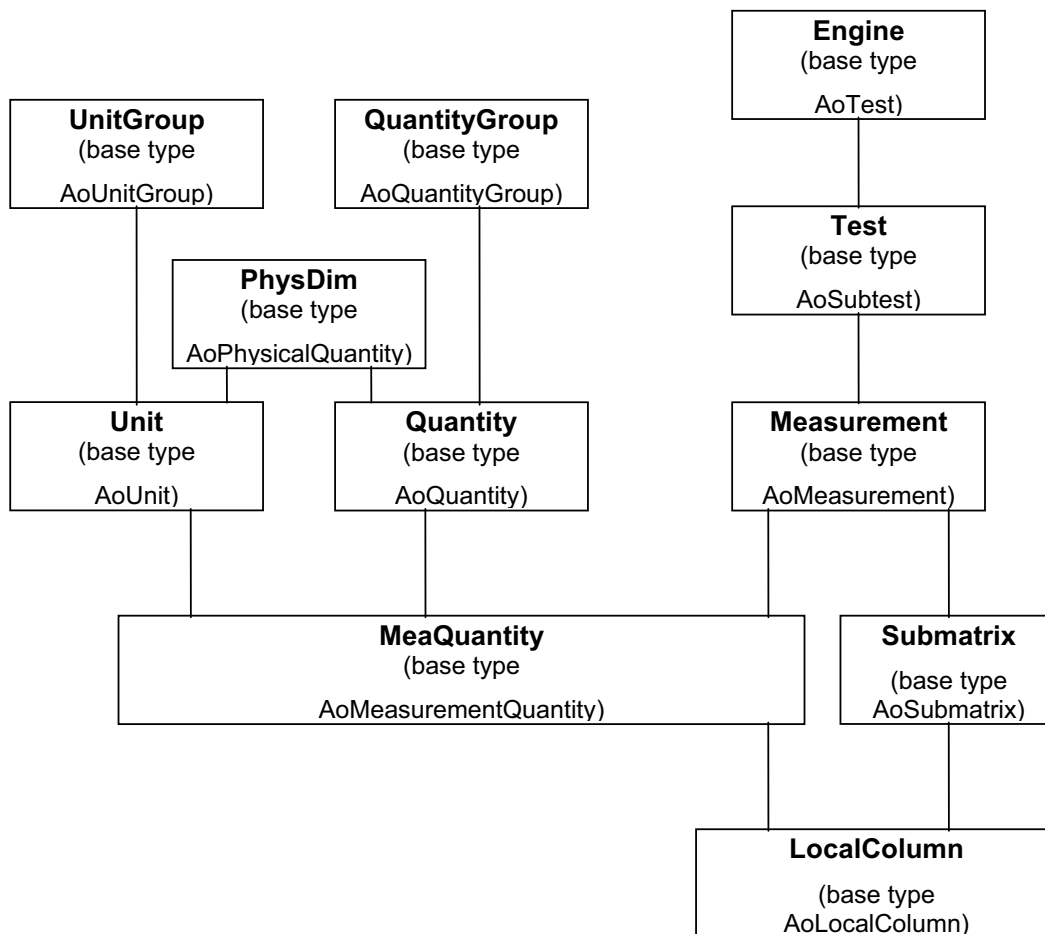 Engine
(base type
AoTest)
UnitGroup
(base type
AoUnitGroup)
QuantityGroup
(base type
AoQuantityGroup)
Test
(base type
AoSubtest)
PhysDim
(base type
AoPhysicalQuantity)
Unit
(base type
AoUnit)
Quantity
(base type
AoQuantity)
Measurement
(base type
AoMeasurement)
MeaQuantity
(base type
AoMeasurementQuantity)
Submatrix
(base type
AoSubmatrix)
LocalColumn
(base type
AoLocalColumn)